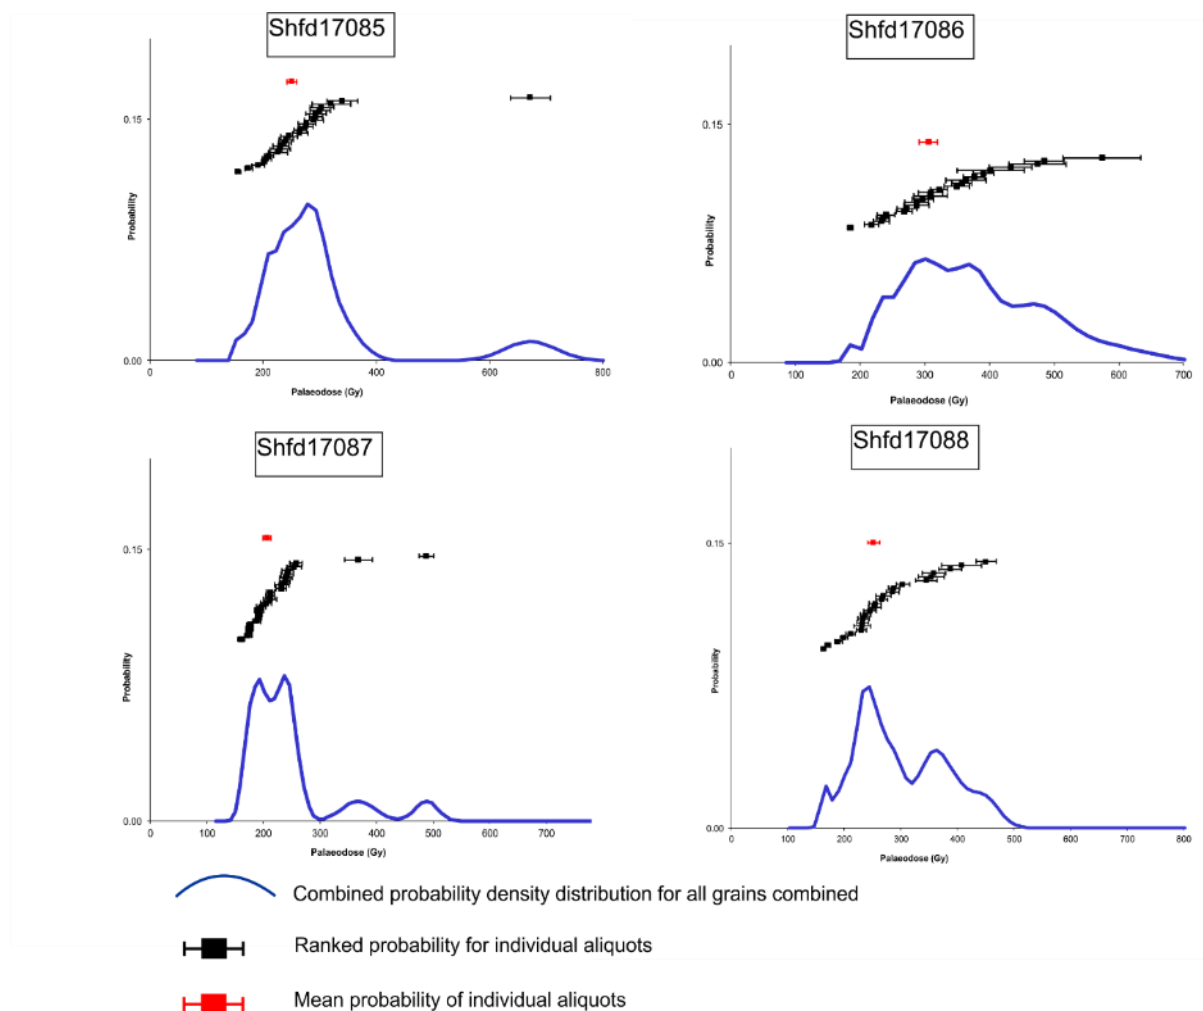 Shfd17085
0.15
Probability
0.00
0 200 400 600 800
Palaeodose (Gy)
Shfd17086
0.15
Probability
0.00
0 100 200 300 400 500 600 700
Palaeodose (Gy)
Shfd17087
0.15
Probability
0.00
0 100 200 300 400 500 600 700
Palaeodose (Gy)
Shfd17088
0.15
Probability
0.00
0 100 200 300 400 500 600 700 800
Palaeodose (Gy)
Combined probability density distribution for all grains combined
Ranked probability for individual aliquots
Mean probability of individual aliquots